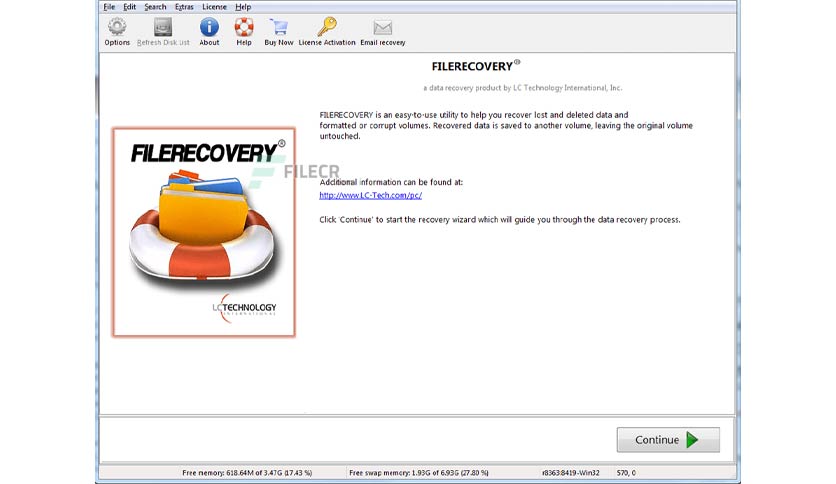 File Edit Search Extras License Help
Options Refresh Disk List About Help Buy Now License Activation Email recovery
FILERECOVERY®
a data recovery product by LC Technology International, Inc.
FILERECOVERY is an easy-to-use utility to help you recover lost and deleted data and
formatted or corrupt volumes. Recovered data is saved to another volume, leaving the original volume
untouched.
FILERECOVERY®
FILECR
Additional information can be found at:
http://www.LC-Tech.com/pc/
Click 'Continue' to start the recovery wizard which will guide you through the data recovery process.
LCTECHNOLOGY
INTERNATIONAL
Continue
Free memory: 618.64M of 3.47G (17.43 %) Free swap memory: 1.93G of 6.93G (27.80 %) r8363:8419-Win32 570, 0